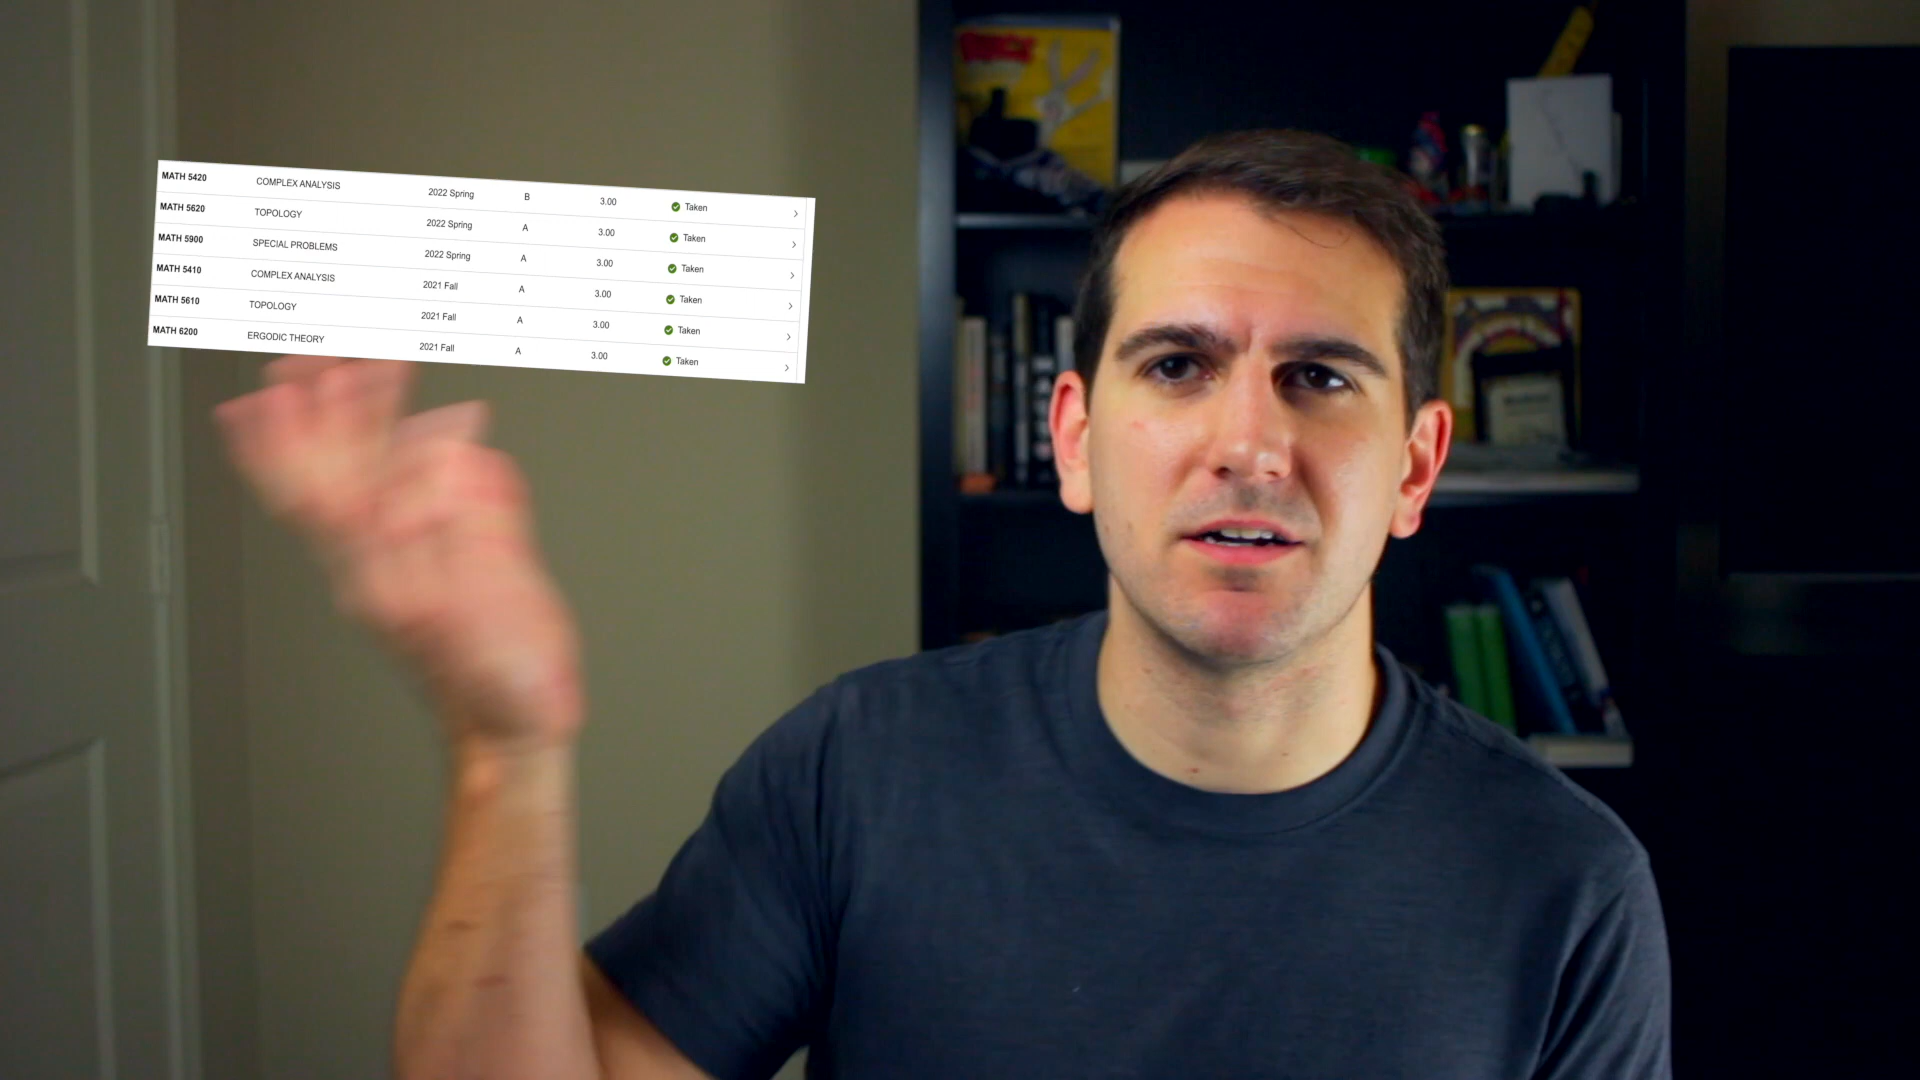 MATH 5420 COMPLEX ANALYSIS 2022 Spring B 3.00 Taken
MATH 5620 TOPOLOGY 2022 Spring A 3.00 Taken
MATH 5900 SPECIAL PROBLEMS 2022 Spring A 3.00 Taken
MATH 5410 COMPLEX ANALYSIS 2021 Fall A 3.00 Taken
MATH 5610 TOPOLOGY 2021 Fall A 3.00 Taken
MATH 6200 ERGODIC THEORY 2021 Fall A 3.00 Taken